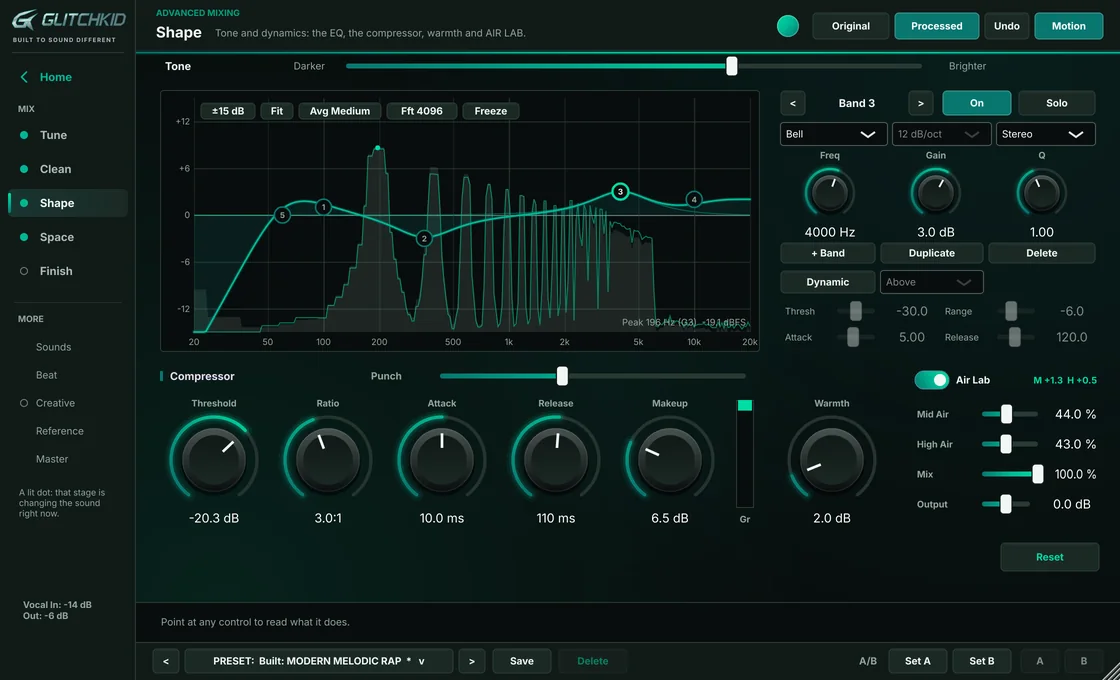 GLITCHKID
BUILT TO SOUND DIFFERENT
Home
MIX
Tune
Clean
Shape
Space
Finish
MORE
Sounds
Beat
Creative
Reference
Master
A lit dot: that stage is
changing the sound
right now.
Vocal In: -14 dB
Out: -6 dB
ADVANCED MIXING
Shape Tone and dynamics: the EQ, the compressor, warmth and AIR LAB.
Original Processed Undo Motion
Tone Darker Brighter
±15 dB Fit Avg Medium Fft 4096 Freeze
+12
+6
0
-6
-12
5 1 2 3 4
Peak 196 Hz (G3) -19.1 dBFS
20 50 100 200 500 1k 2k 5k 10k 20k
< Band 3 > On Solo
Bell 12 dB/oct Stereo
Freq Gain Q
4000 Hz 3.0 dB 1.00
+ Band Duplicate Delete
Dynamic Above
Thresh -30.0 Range -6.0
Attack 5.00 Release 120.0
Compressor Punch
Threshold Ratio Attack Release Makeup
-20.3 dB 3.0:1 10.0 ms 110 ms 6.5 dB Gr
Warmth
2.0 dB
Air Lab M +1.3 H +0.5
Mid Air 44.0 %
High Air 43.0 %
Mix 100.0 %
Output 0.0 dB
Reset
Point at any control to read what it does.
< PRESET: Built: MODERN MELODIC RAP * v > Save Delete A/B Set A Set B A B